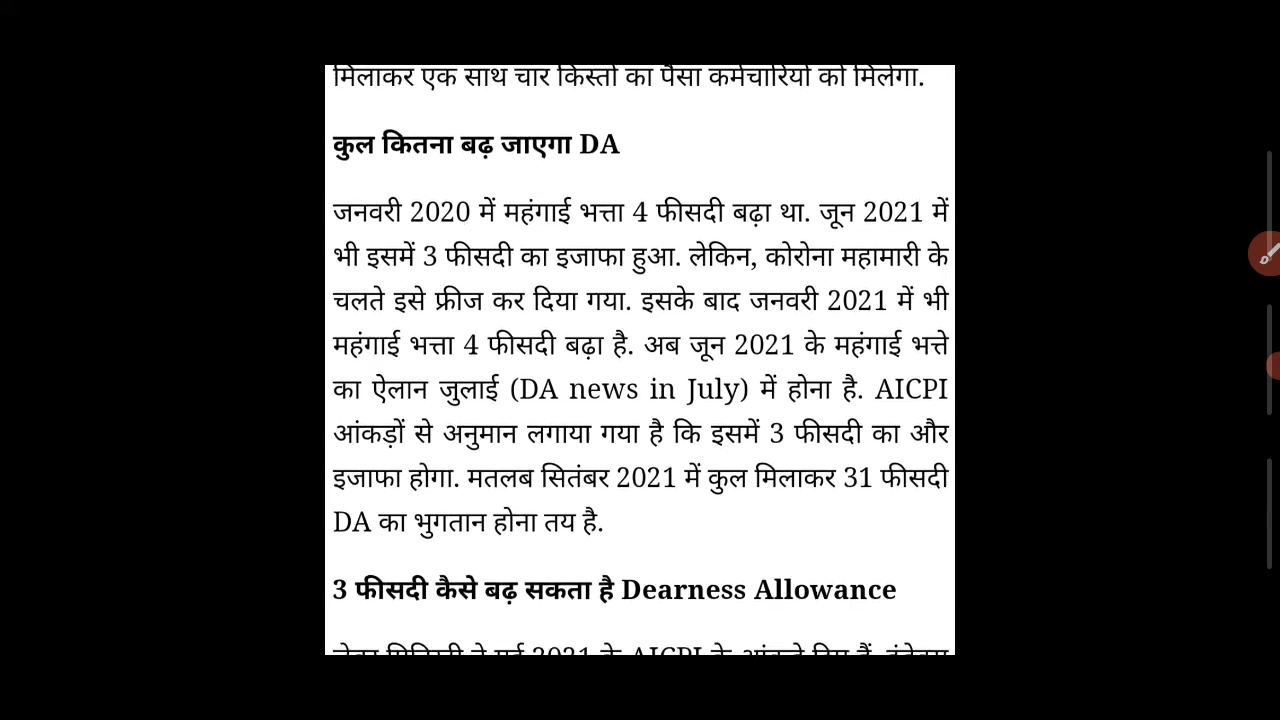 मिलाकर एक साथ चार किस्तों का पैसा कर्मचारियों को मिलेगा.
कुल कितना बढ़ जाएगा DA
जनवरी 2020 में महंगाई भत्ता 4 फीसदी बढ़ा था. जून 2021 में
भी इसमें 3 फीसदी का इजाफा हुआ. लेकिन, कोरोना महामारी के
चलते इसे फ्रीज कर दिया गया. इसके बाद जनवरी 2021 में भी
महंगाई भत्ता 4 फीसदी बढ़ा है. अब जून 2021 के महंगाई भत्ते
का ऐलान जुलाई (DA news in July) में होना है. AICPI
आंकड़ों से अनुमान लगाया गया है कि इसमें 3 फीसदी का और
इजाफा होगा. मतलब सितंबर 2021 में कुल मिलाकर 31 फीसदी
DA का भुगतान होना तय है.
3 फीसदी कैसे बढ़ सकता है Dearness Allowance
2021 के AICPI के आंकड़े